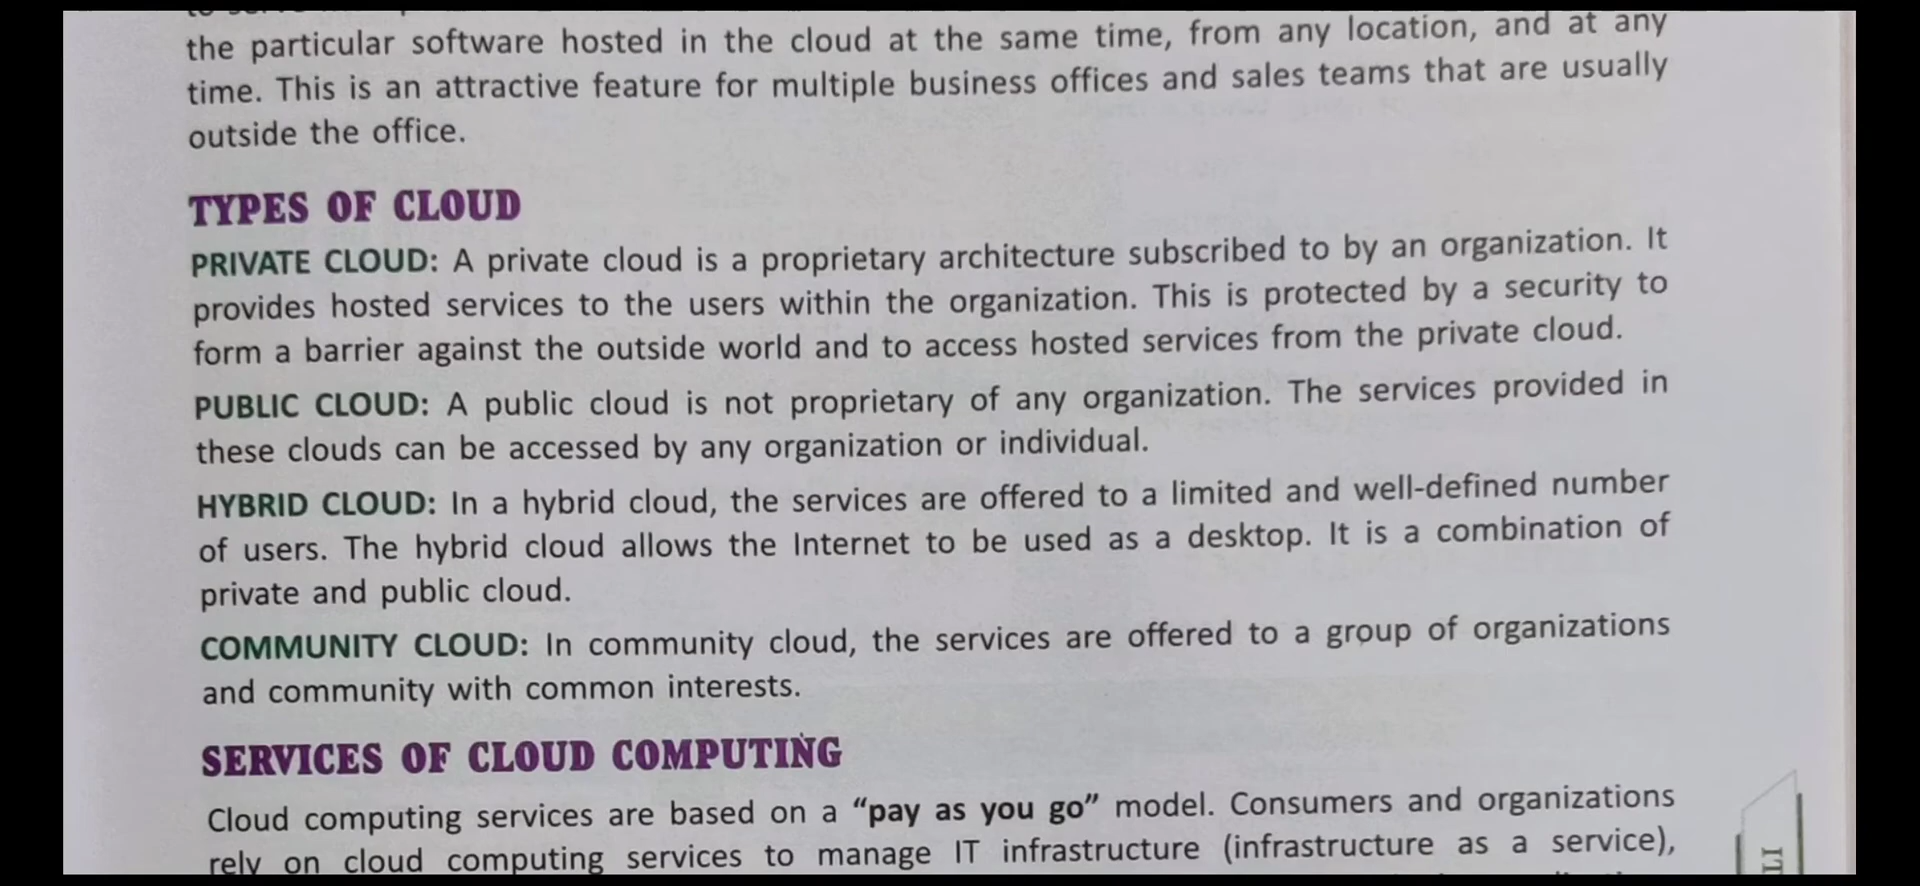 the particular software hosted in the cloud at the same time, from any location, and at any
time. This is an attractive feature for multiple business offices and sales teams that are usually
outside the office.
TYPES OF CLOUD
PRIVATE CLOUD: A private cloud is a proprietary architecture subscribed to by an organization. It
provides hosted services to the users within the organization. This is protected by a security to
form a barrier against the outside world and to access hosted services from the private cloud.
PUBLIC CLOUD: A public cloud is not proprietary of any organization. The services provided in
these clouds can be accessed by any organization or individual.
HYBRID CLOUD: In a hybrid cloud, the services are offered to a limited and well-defined number
of users. The hybrid cloud allows the Internet to be used as a desktop. It is a combination of
private and public cloud.
COMMUNITY CLOUD: In community cloud, the services are offered to a group of organizations
and community with common interests.
SERVICES OF CLOUD COMPUTING
Cloud computing services are based on a “pay as you go” model. Consumers and organizations
rely on cloud computing services to manage IT infrastructure (infrastructure as a service),